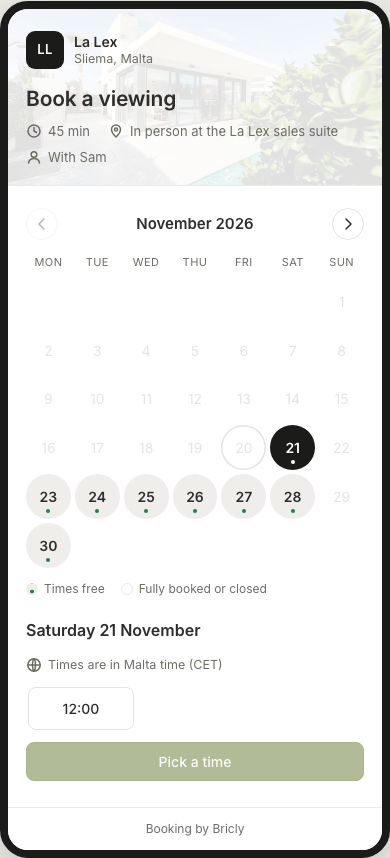 LL
La Lex
Sliema, Malta
Book a viewing
45 min In person at the La Lex sales suite
With Sam
November 2026
MON TUE WED THU FRI SAT SUN
1
2 3 4 5 6 7 8
9 10 11 12 13 14 15
16 17 18 19 20 21 22
23 24 25 26 27 28 29
30
Times free Fully booked or closed
Saturday 21 November
Times are in Malta time (CET)
12:00
Pick a time
Booking by Bricly